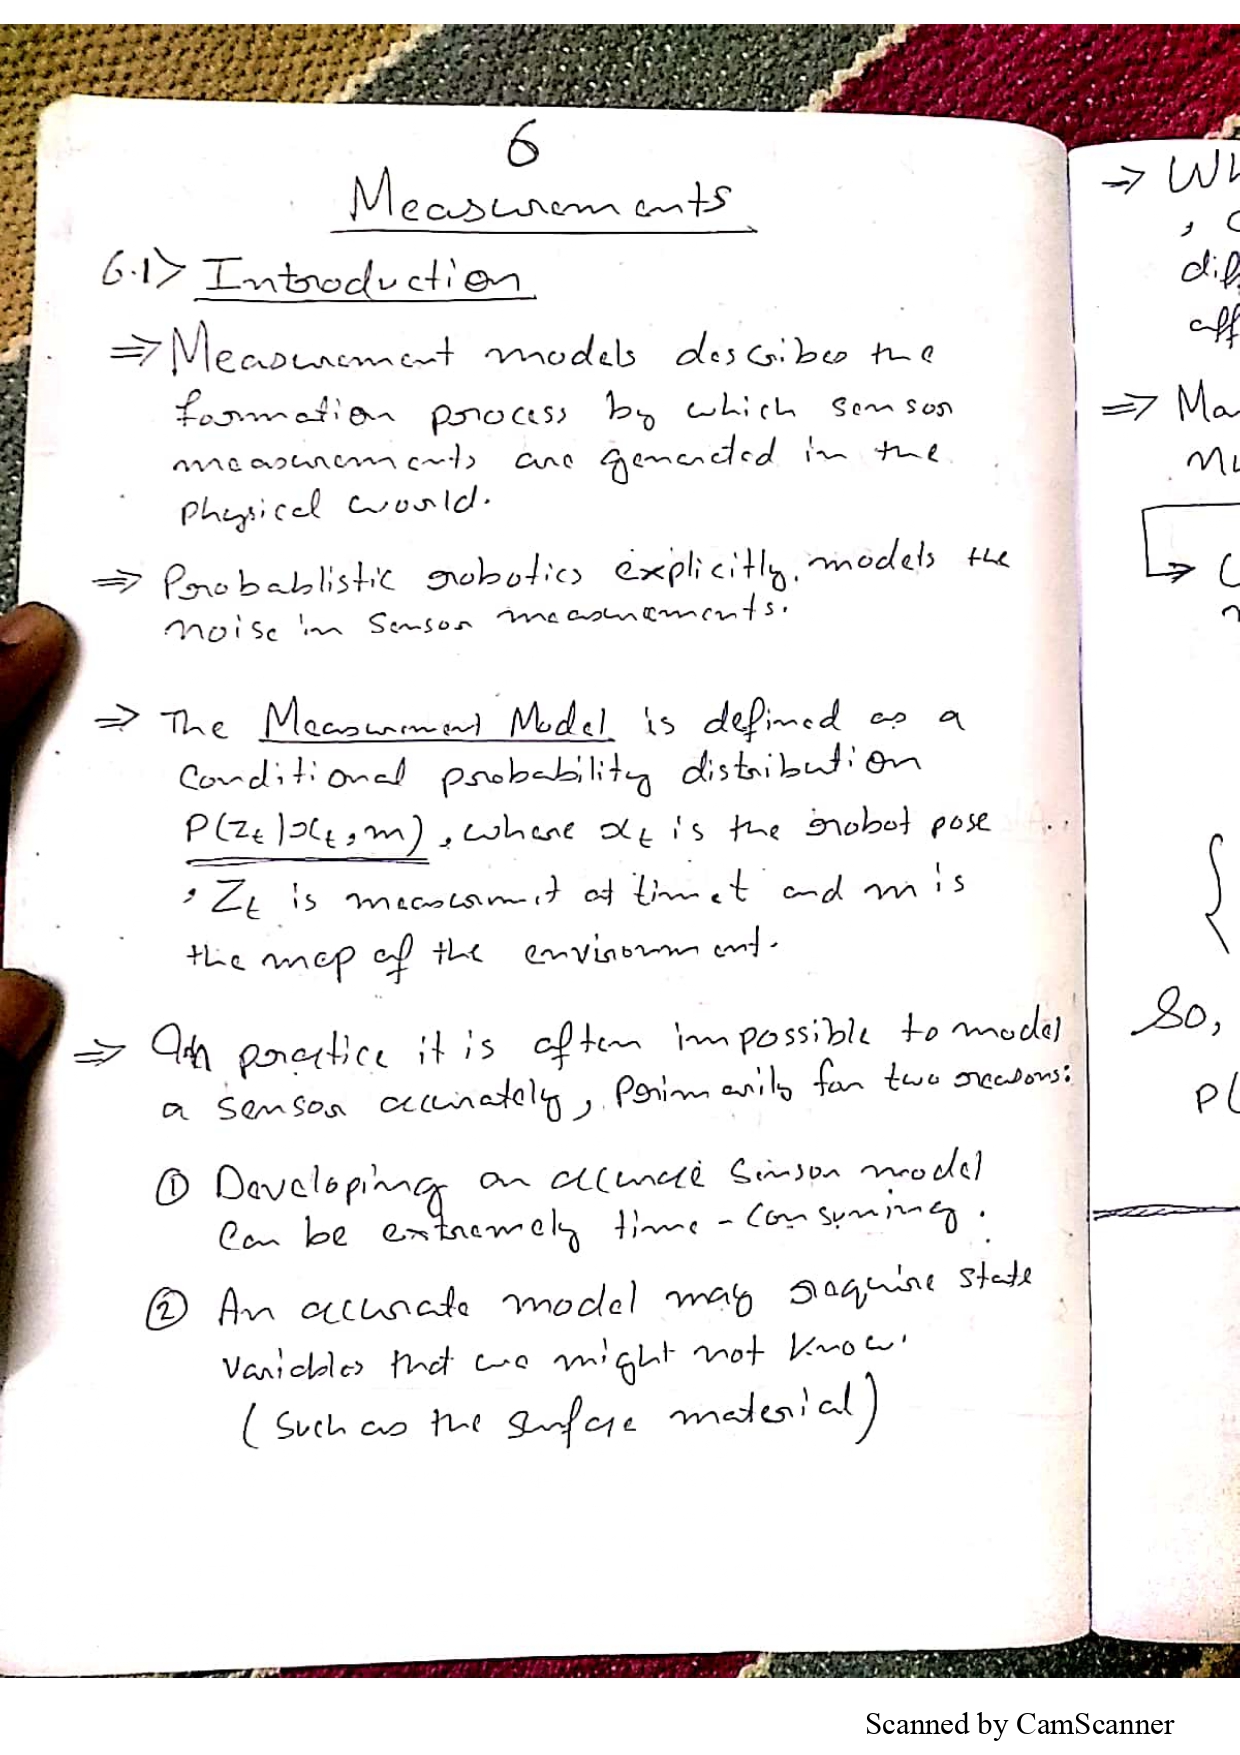 6
Measurements
6.1> Introduction
⇒ Measurement models describes the
formation process by which sensor
measurements are generated in the
physical world.
⇒ Probablistic robotics explicitly models the
noise in sensor measurements.
⇒ The Measurment Model is defined as a
Conditional probability distribution
P(Zt|xt, m), where xt is the robot pose
, Zt is measurment at time t and m is
the map of the environment.
⇒ In practice it is often impossible to model
a sensor accurately, Primarily for two reasons:
① Developing an accurate Sensor model
Can be extremely time-Consuming.
② An accurate model may require state
variables that we might not know.
(Such as the surface material)
⇒ Wh
, c
dif
aff
⇒ Ma
mu
So,
P(
Scanned by CamScanner